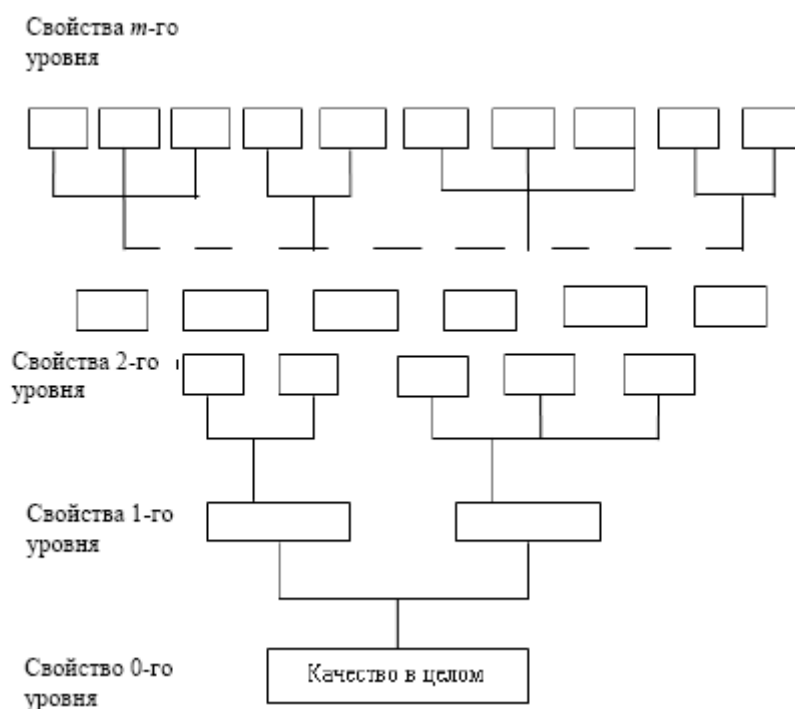 Свойства m-го
уровня
Свойства 2-го
уровня
Свойства 1-го
уровня
Свойство 0-го
уровня
Качество в целом